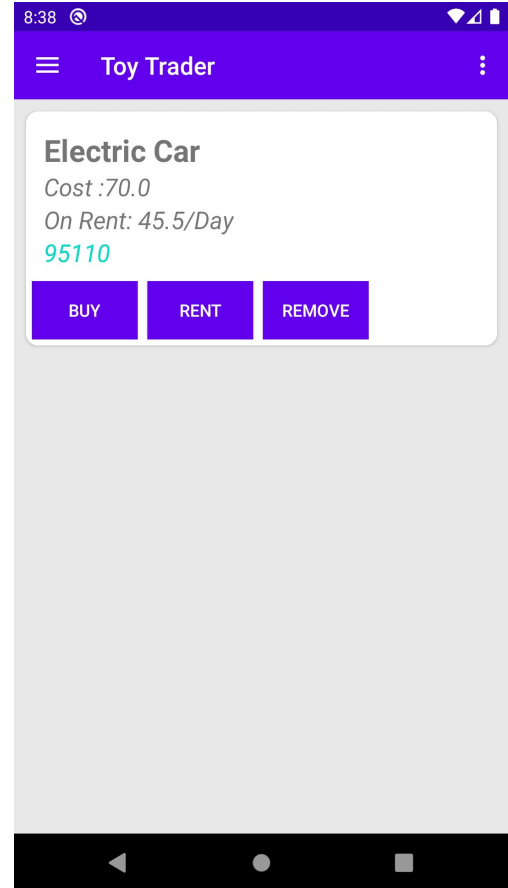 8:38
Toy Trader
Electric Car
Cost :70.0
On Rent: 45.5/Day
95110
BUY RENT REMOVE